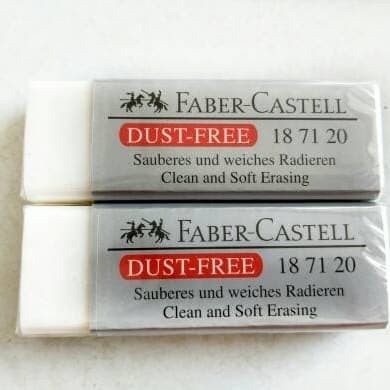 FABER-CASTELL
DUST-FREE 18 71 20
Sauberes und weiches Radieren
Clean and Soft Erasing
FABER-CASTELL
DUST-FREE 18 71 20
Sauberes und weiches Radieren
Clean and Soft Erasing